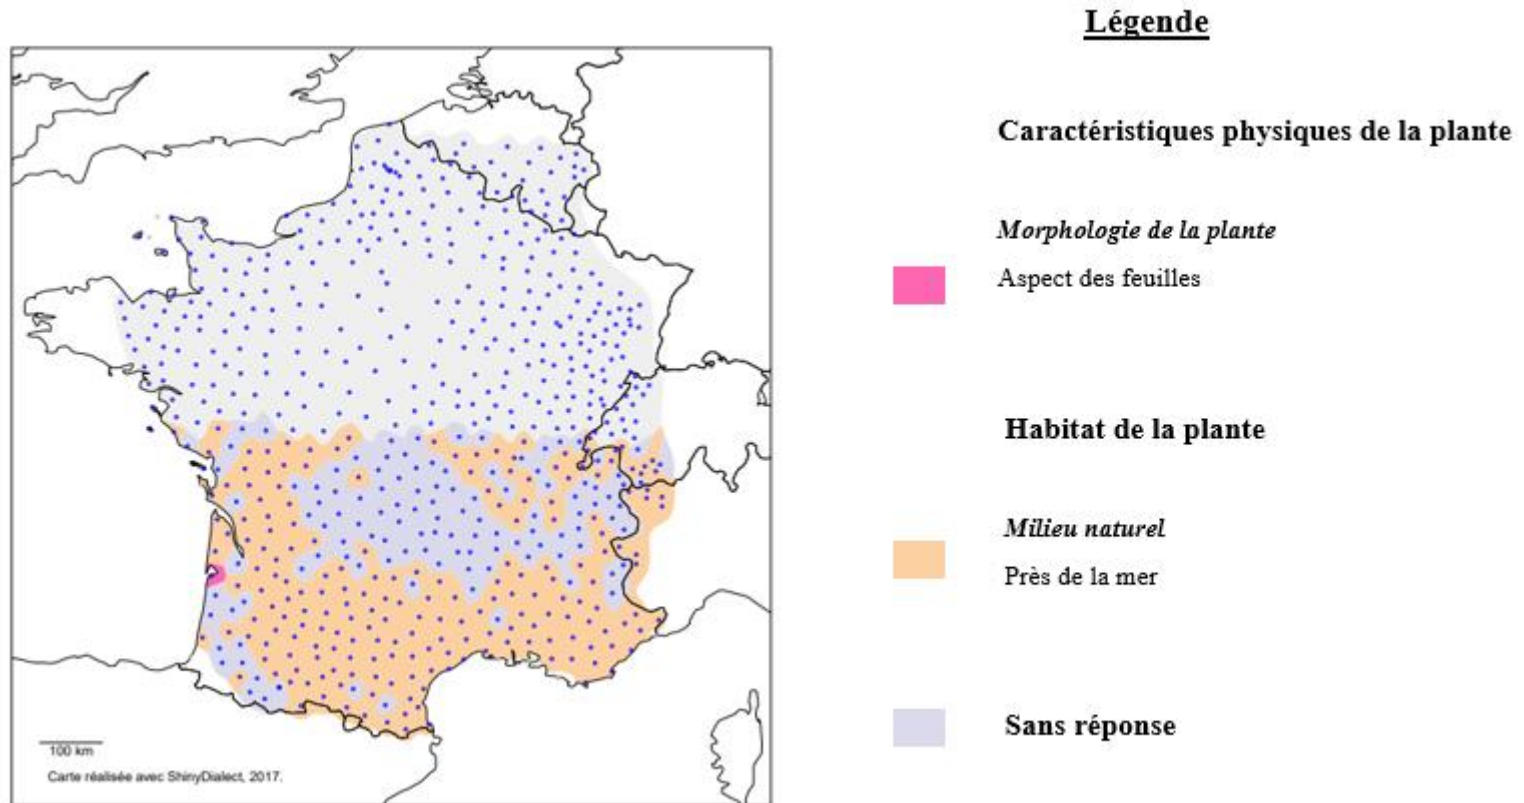 Légende
Caractéristiques physiques de la plante
Morphologie de la plante
Aspect des feuilles
Habitat de la plante
Milieu naturel
Près de la mer
Sans réponse
100 km
Carte réalisée avec ShinyDialect, 2017.